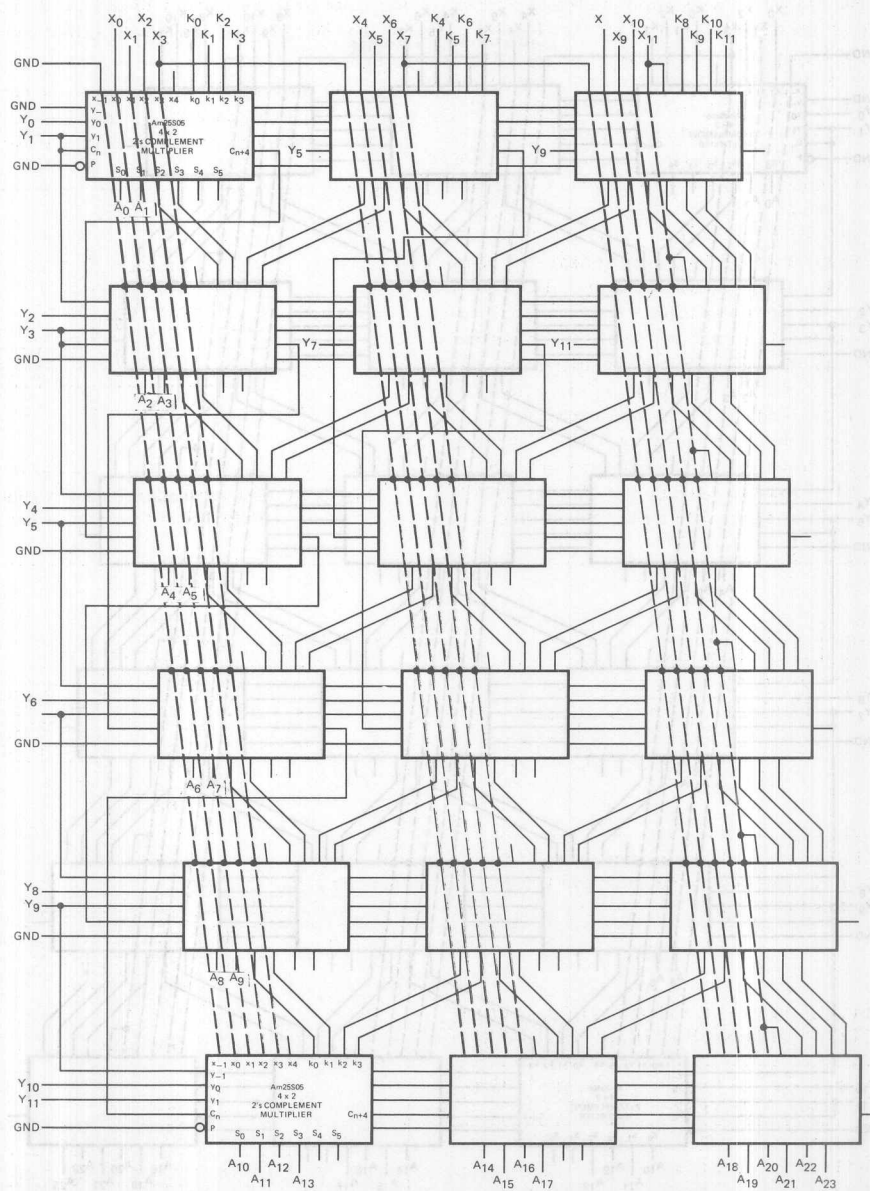 X0 X2 K0 K2 X4 X6 K4 K6 X X10 K8 K10
X1 X3 K1 K3 X5 X7 K5 K7 X9 X11 K9 K11
GND
x-1 x0 x1 x2 x3 x4 k0 k1 k2 k3
GND y-
Y0 y0 Am25S05
4 x 2
Y1 y1 2's COMPLEMENT
Cn MULTIPLIER Cn+4 Y5 Y9
GND P
S0 S1 S2 S3 S4 S5
A0 A1
Y2
Y3
Y7 Y11
GND
A2 A3
Y4
Y5
GND
A4 A5
Y6
GND
A6 A7
Y8
Y9
GND
A8 A9
x-1 x0 x1 x2 x3 x4 k0 k1 k2 k3
y-1
Y10 y0 Am25S05
4 x 2
Y11 y1 2's COMPLEMENT
Cn MULTIPLIER Cn+4
GND P
S0 S1 S2 S3 S4 S5
A10 A12 A14 A16 A18 A20 A22
A11 A13 A15 A17 A19 A21 A23